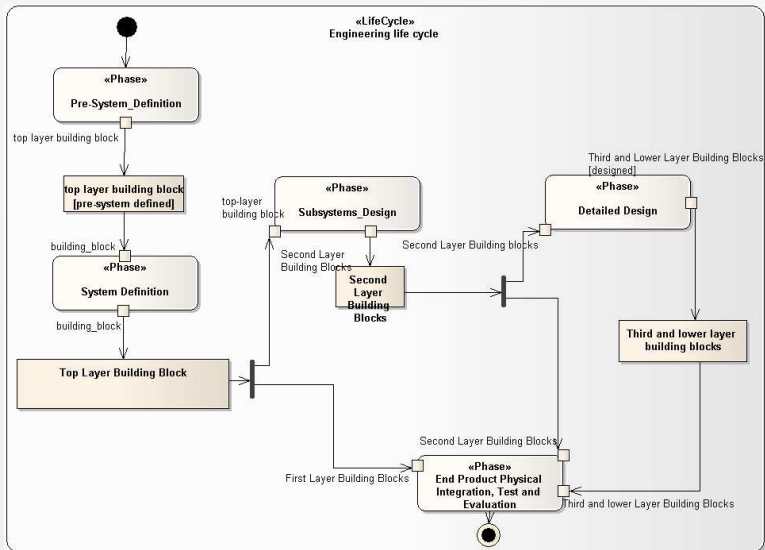 «LifeCycle»
Engineering life cycle
«Phase»
Pre-System_Definition
top layer building block
top layer building block
[pre-system defined]
building_block
«Phase»
System Definition
building_block
Top Layer Building Block
top-layer
building block
«Phase»
Subsystems_Design
Second Layer
Building Blocks
Second Layer Building blocks
Second
Layer
Building
Blocks
Third and Lower Layer Building Blocks
[designed]
«Phase»
Detailed Design
Third and lower layer
building blocks
Second Layer Building Blocks
First Layer Building Blocks
«Phase»
End Product Physical
Integration, Test and
Evaluation
Third and lower Layer Building Blocks